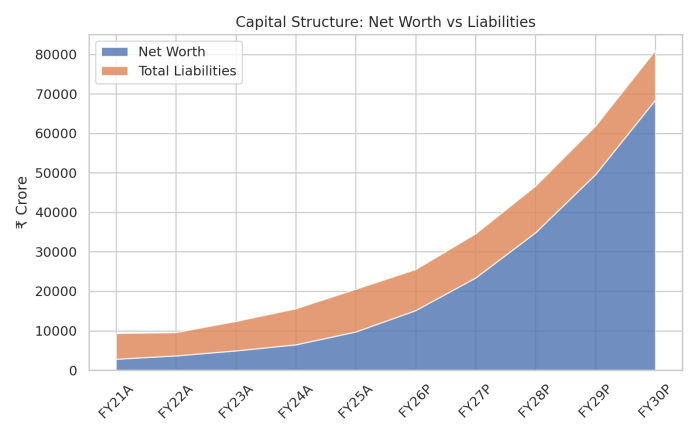 Capital Structure: Net Worth vs Liabilities
Net Worth
Total Liabilities
₹ Crore
80000
70000
60000
50000
40000
30000
20000
10000
0
FY21A
FY22A
FY23A
FY24A
FY25A
FY26P
FY27P
FY28P
FY29P
FY30P